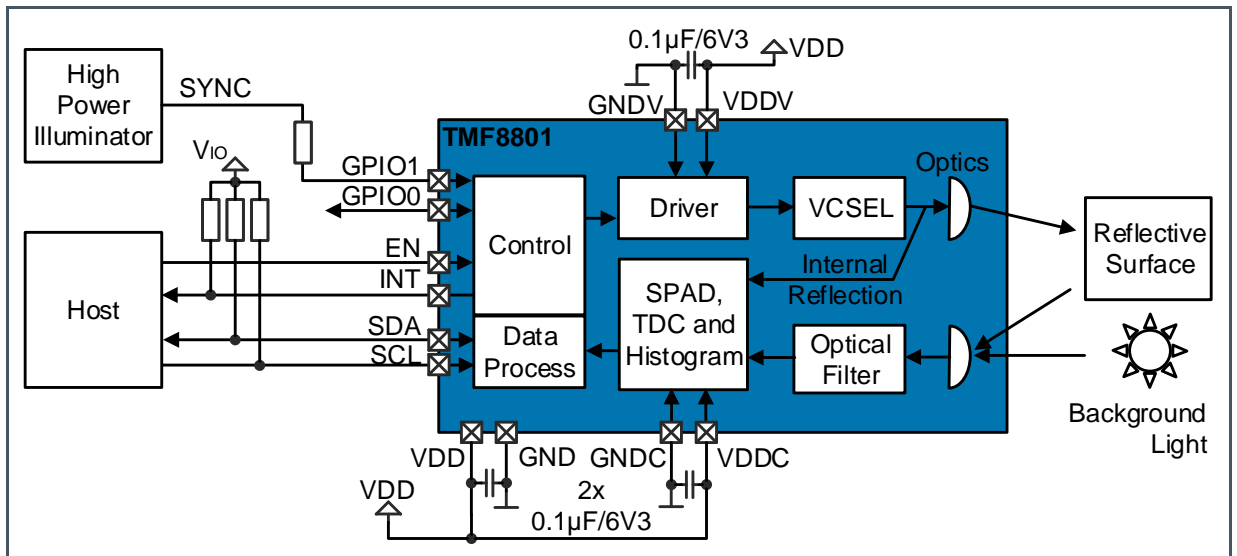 0.1µF/6V3
VDD
High
Power
Illuminator
SYNC
GNDV
VDDV
TMF8801
VIO
GPIO1
GPIO0
Optics
Driver
VCSEL
Control
Reflective
Surface
EN
INT
Internal
Reflection
Host
SPAD,
TDC and
Histogram
SDA
SCL
Data
Process
Optical
Filter
Background
Light
VDD
GND
GNDC
VDDC
VDD
2x
0.1µF/6V3